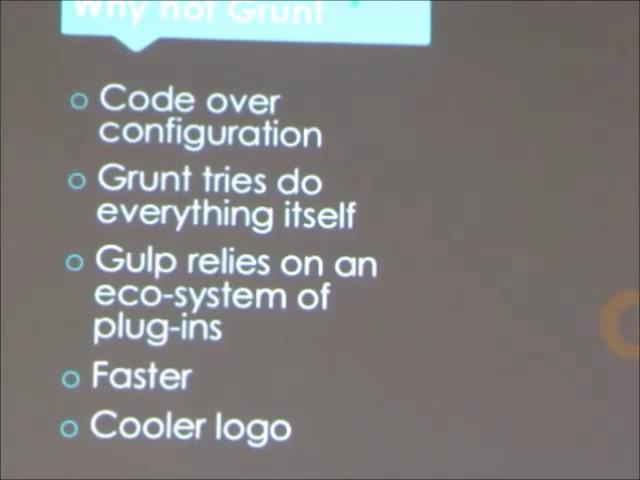 Why not Grunt
Code over
configuration
Grunt tries do
everything itself
Gulp relies on an
eco-system of
plug-ins
Faster
Cooler logo